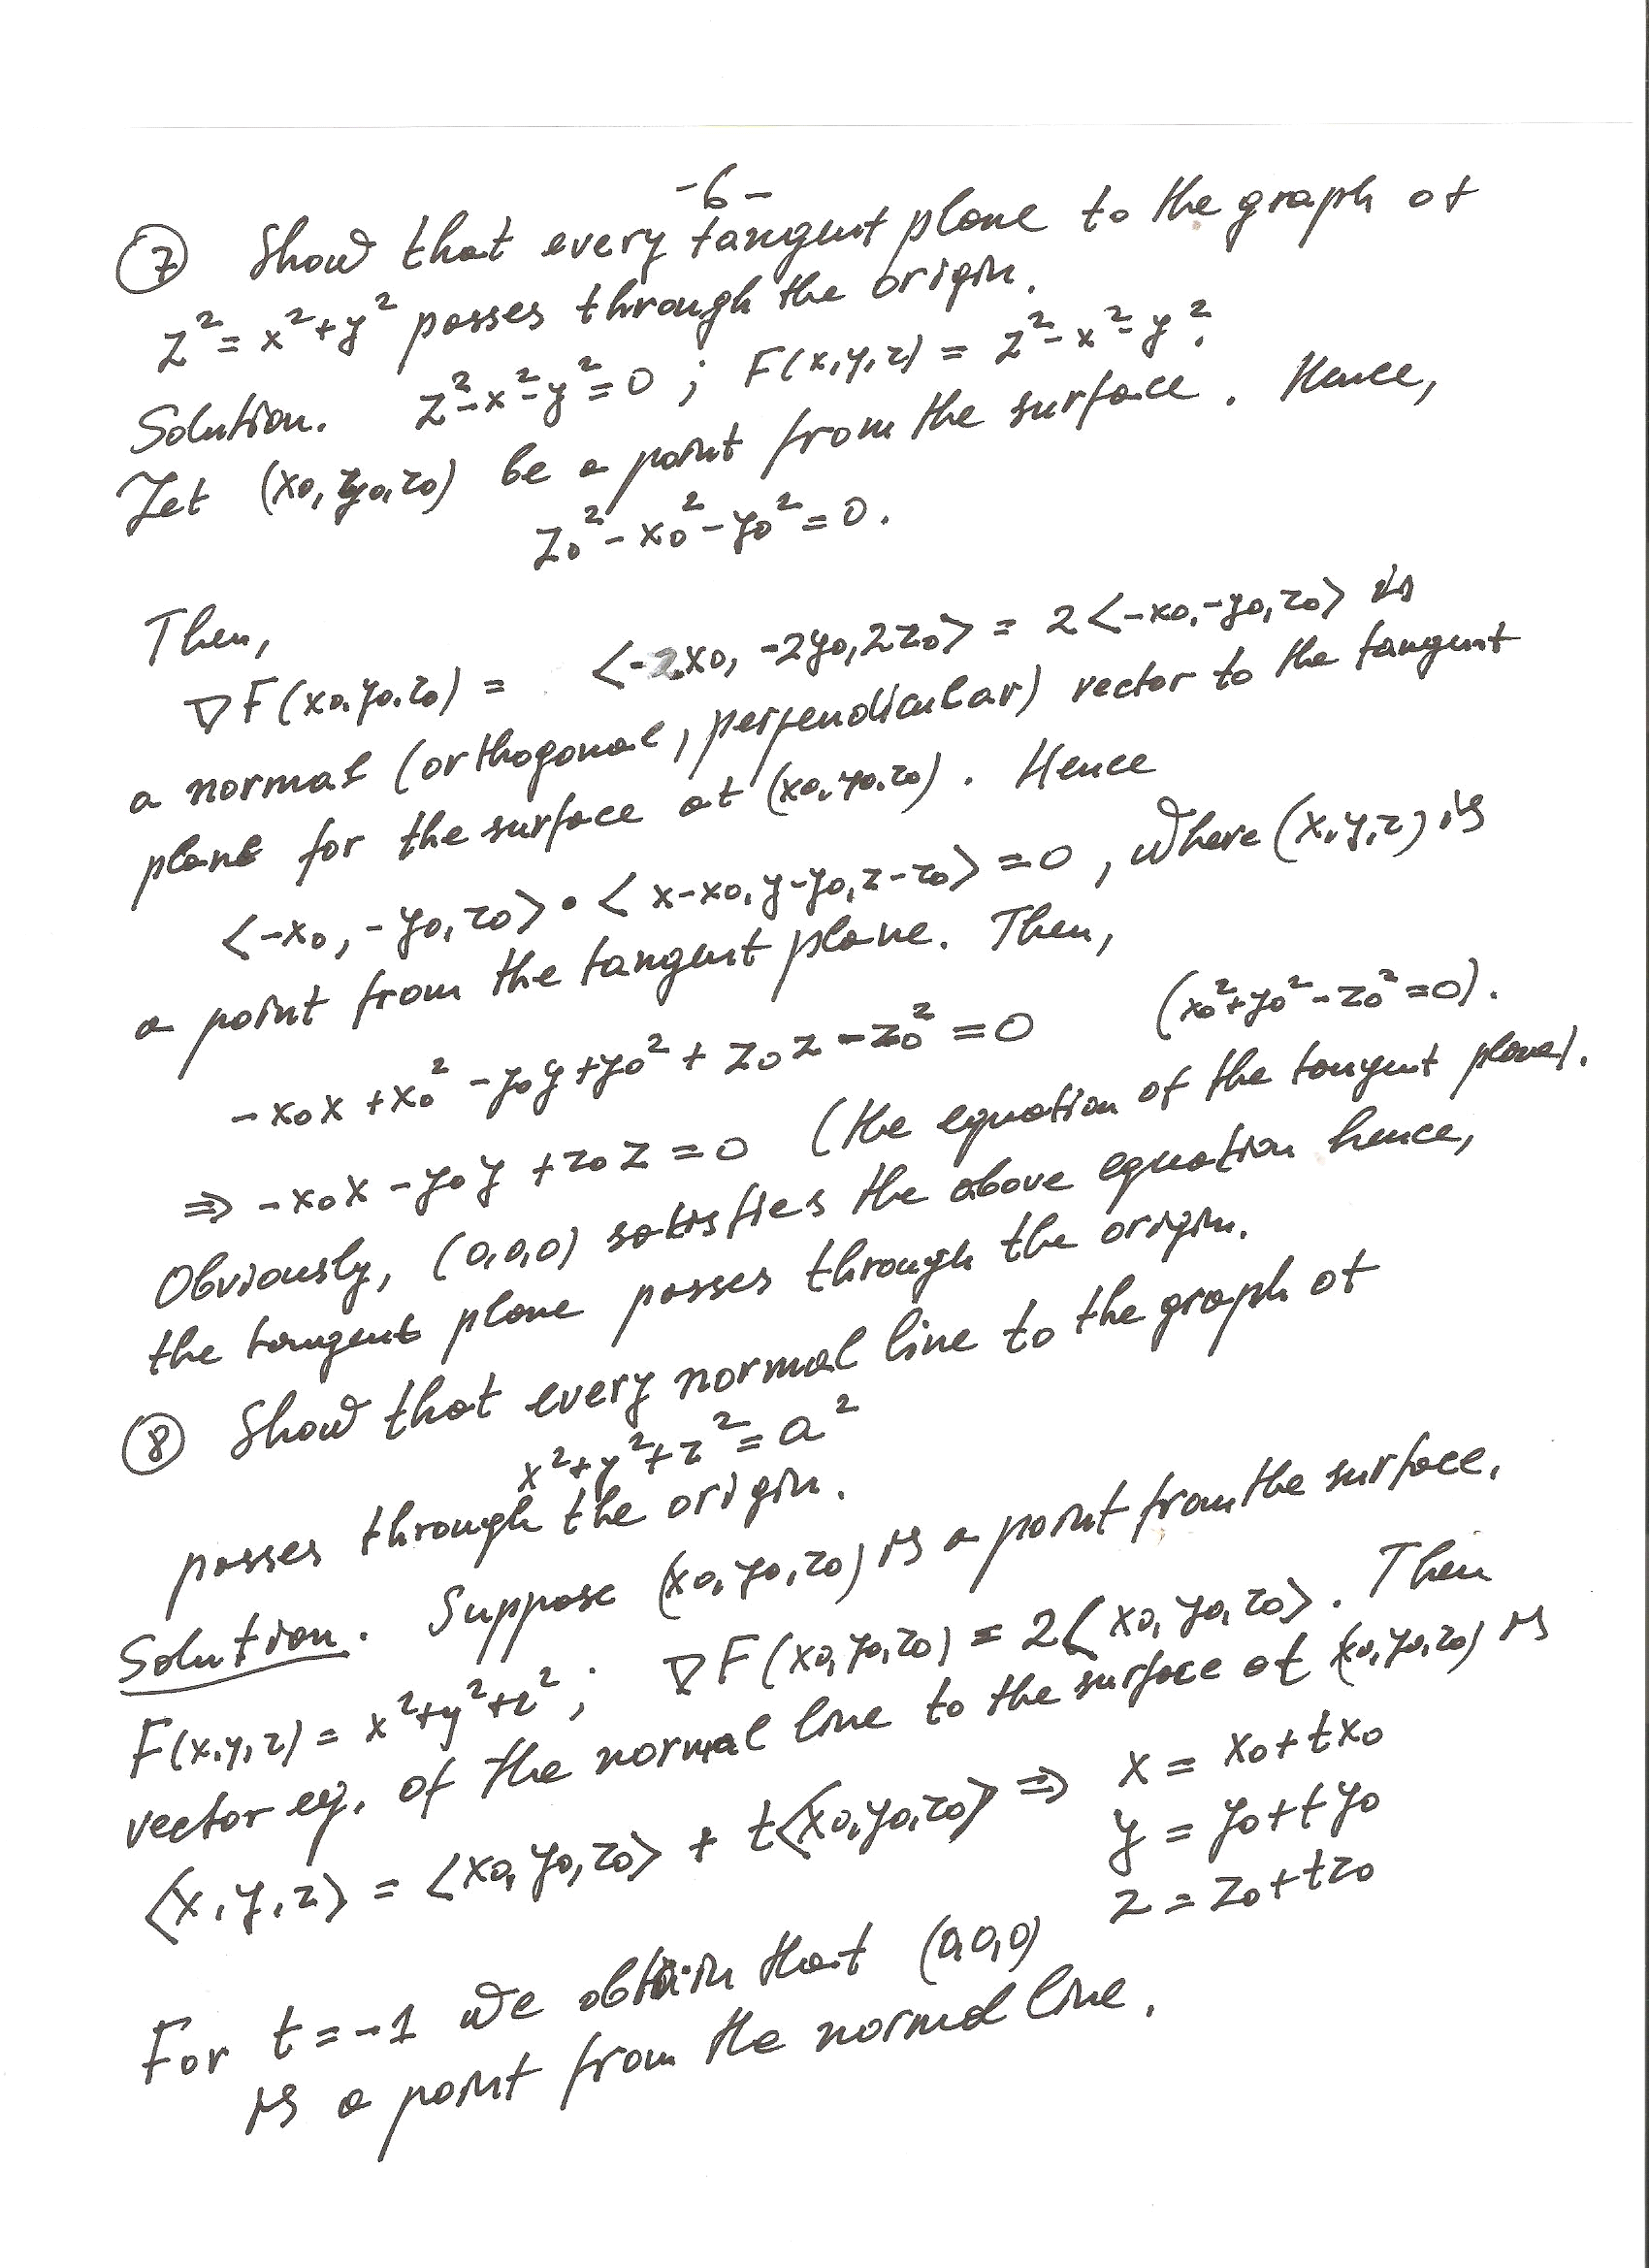 -6-
⑦ Show that every tangent plane to the graph of
z² = x² + y² passes through the origin.
Solution. z² - x² - y² = 0 ; F(x,y,z) = z² - x² - y².
Let (x₀, y₀, z₀) be a point from the surface. Hence,
z₀² - x₀² - y₀² = 0.
Then,
∇F(x₀,y₀,z₀) = <-2x₀, -2y₀, 2z₀> = 2<-x₀, -y₀, z₀> is
a normal (orthogonal, perpendicular) vector to the tangent
plane for the surface at (x₀,y₀,z₀). Hence
<-x₀, -y₀, z₀> • <x-x₀, y-y₀, z-z₀> = 0, where (x,y,z) is
a point from the tangent plane. Then,
-x₀x + x₀² - y₀y + y₀² + z₀z - z₀² = 0 (x₀² + y₀² - z₀² = 0).
⇒ -x₀x - y₀y + z₀z = 0 (the equation of the tangent plane).
Obviously, (0,0,0) satisfies the above equation hence,
the tangent plane passes through the origin.
⑧ Show that every normal line to the graph of
x² + y² + z² = a²
passes through the origin.
Solution. Suppose (x₀, y₀, z₀) is a point from the surface.
F(x,y,z) = x² + y² + z² ; ∇F(x₀,y₀,z₀) = 2<x₀, y₀, z₀>. Then
vector eq. of the normal line to the surface at (x₀,y₀,z₀) is
<x, y, z> = <x₀, y₀, z₀> + t<x₀, y₀, z₀> ⇒ x = x₀ + tx₀
y = y₀ + ty₀
z = z₀ + tz₀
For t = -1 we obtain that (0,0,0)
is a point from the normal line.